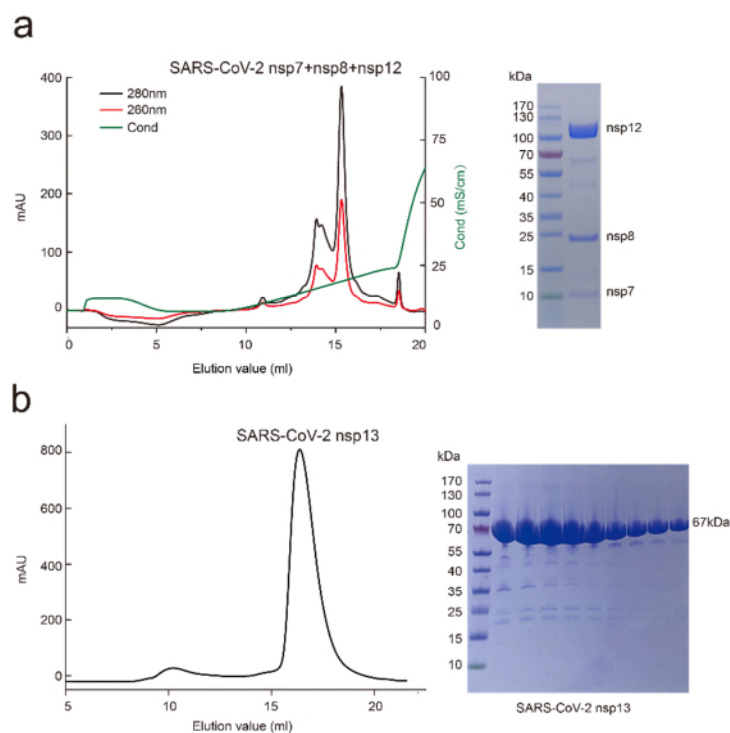 a
SARS-CoV-2 nsp7+nsp8+nsp12
400
300
200
100
0
mAU
280nm
260nm
Cond
100
75
50
25
0
Cond (mS/cm)
0 5 10 15 20
Elution value (ml)
kDa
170
130
100
70
55
40
35
25
15
10
nsp12
nsp8
nsp7
b
SARS-CoV-2 nsp13
800
600
400
200
0
mAU
5 10 15 20
Elution value (ml)
kDa
170
130
100
70
55
40
35
25
15
10
67kDa
SARS-CoV-2 nsp13